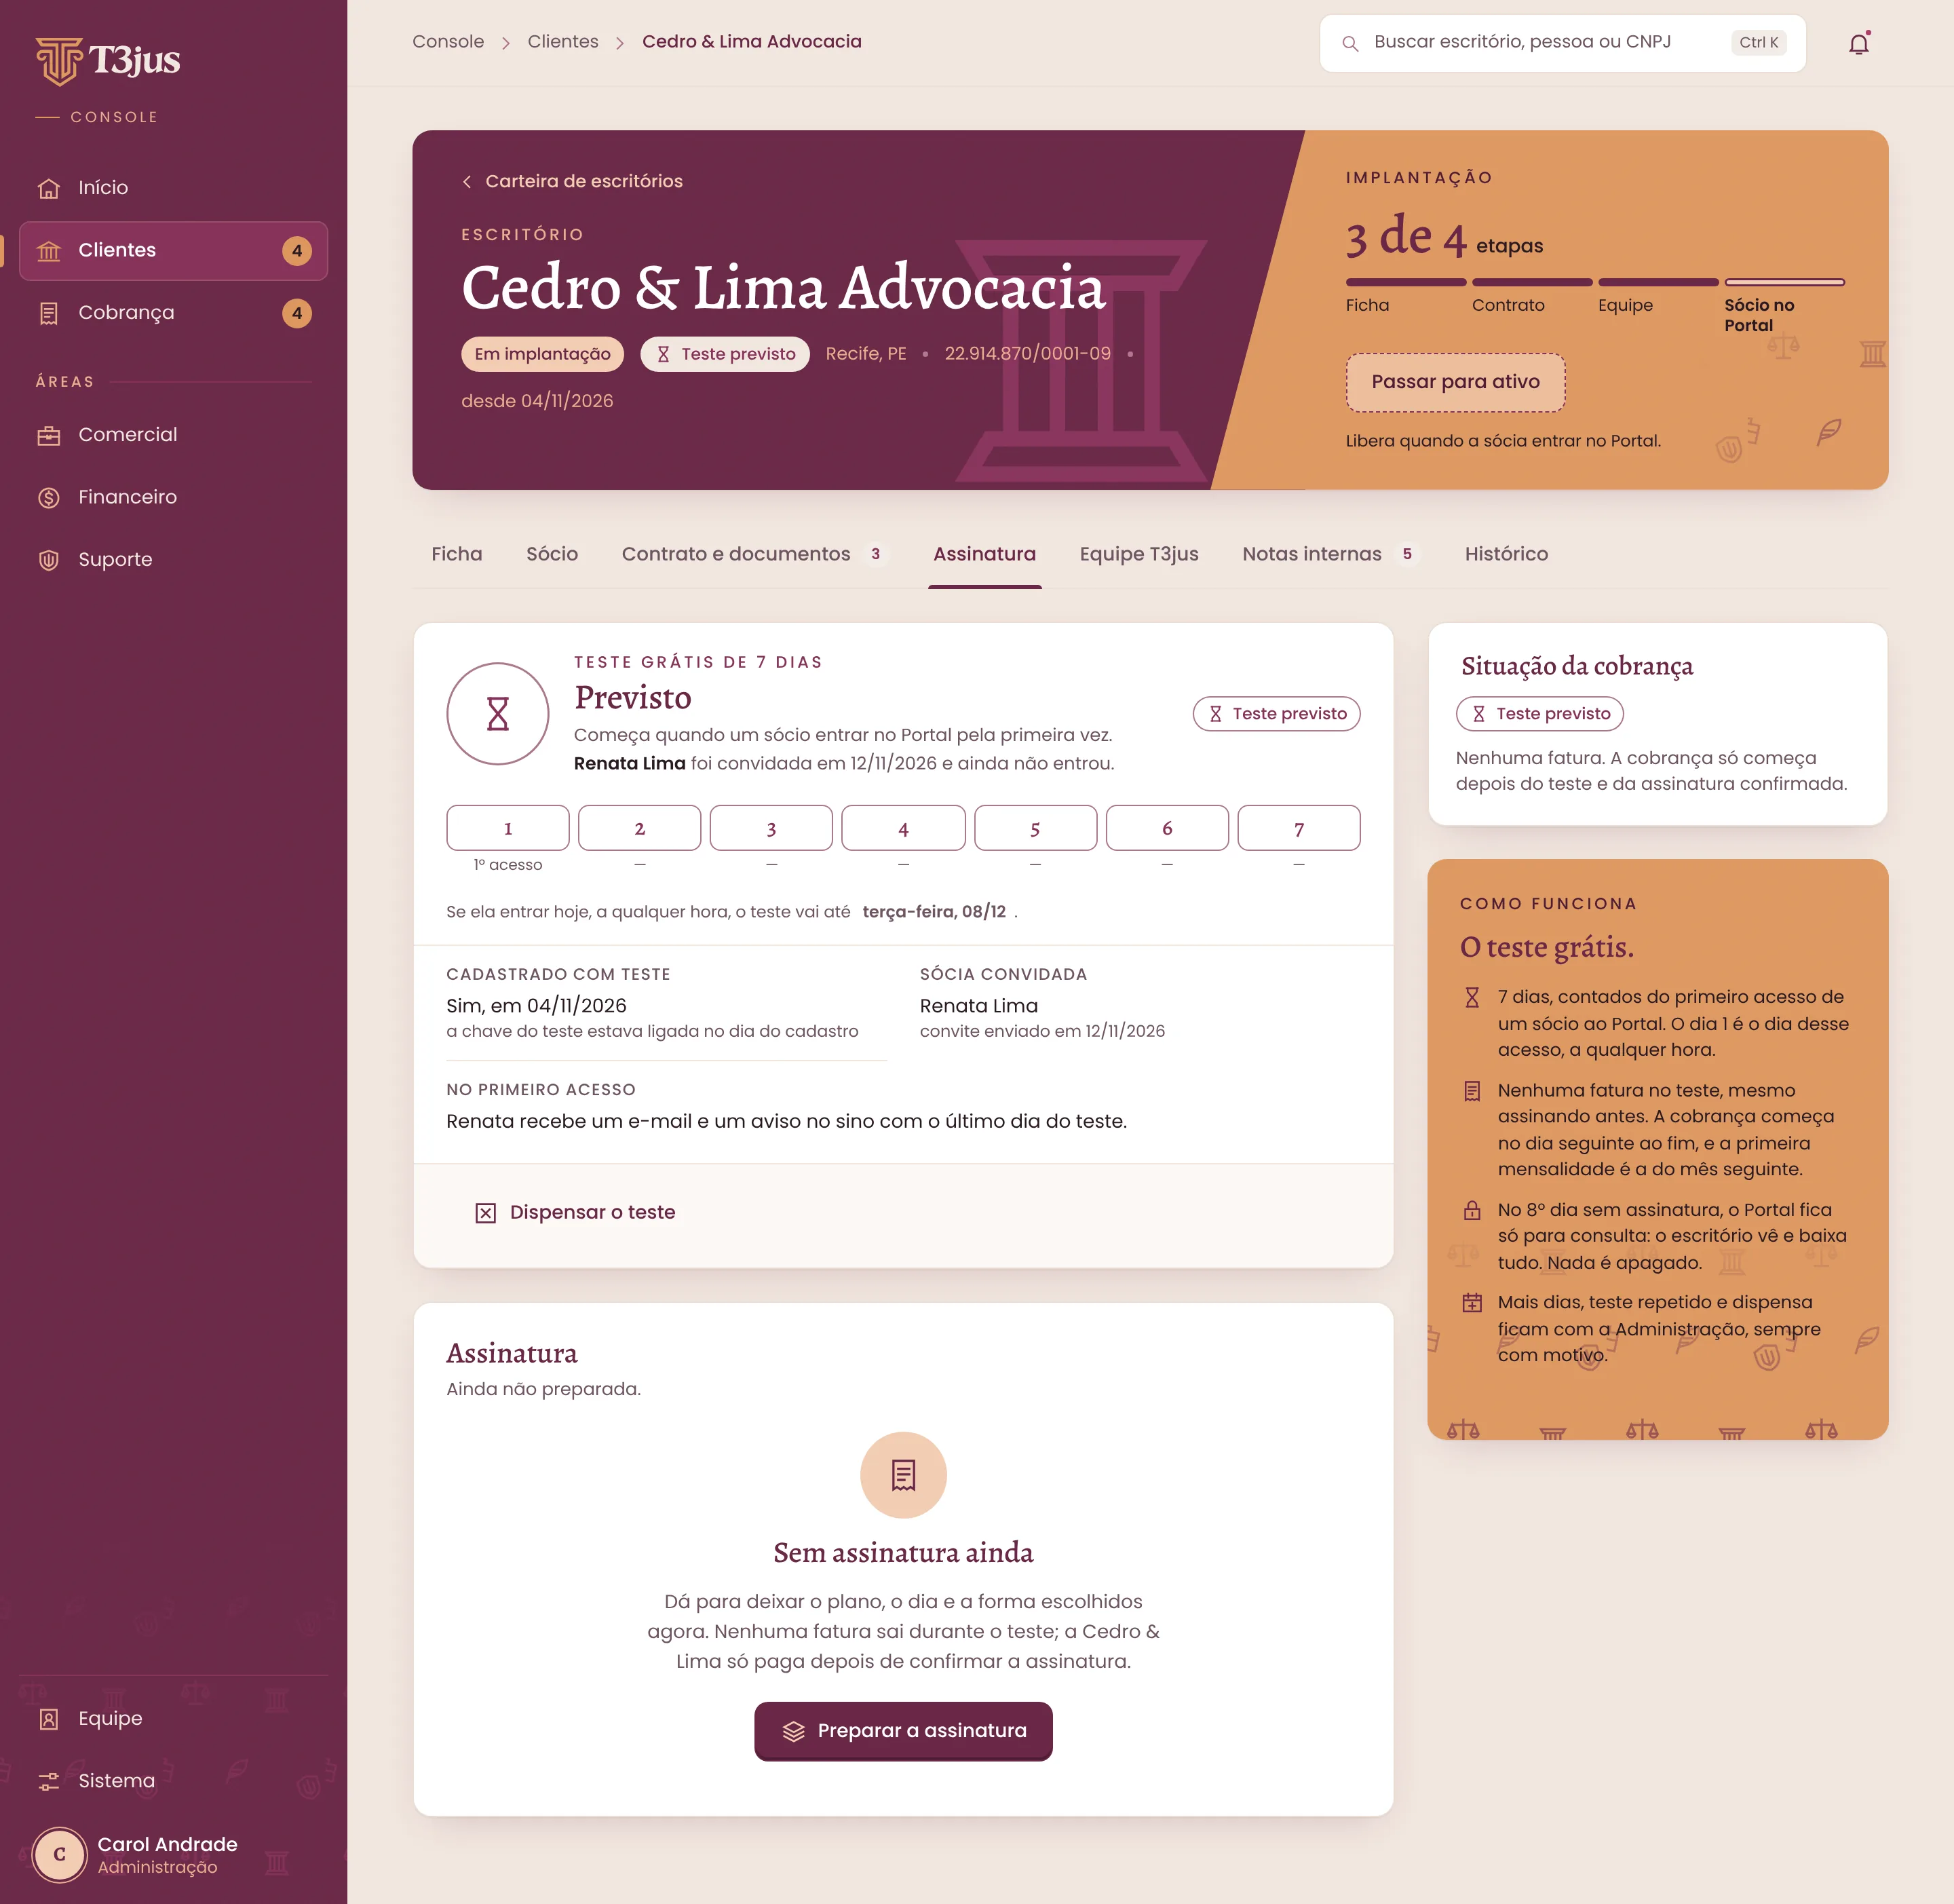 T3jus
CONSOLE
Início
Clientes 4
Cobrança 4
ÁREAS
Comercial
Financeiro
Suporte
Equipe
Sistema
C
Carol Andrade
Administração
Console > Clientes > Cedro & Lima Advocacia
Buscar escritório, pessoa ou CNPJ Ctrl K
Carteira de escritórios
ESCRITÓRIO
Cedro & Lima Advocacia
Em implantação Teste previsto Recife, PE • 22.914.870/0001-09 •
desde 04/11/2026
IMPLANTAÇÃO
3 de 4 etapas
Ficha Contrato Equipe Sócio no
Portal
Passar para ativo
Libera quando a sócia entrar no Portal.
Ficha Sócio Contrato e documentos 3 Assinatura Equipe T3jus Notas internas 5 Histórico
TESTE GRÁTIS DE 7 DIAS
Previsto
Começa quando um sócio entrar no Portal pela primeira vez.
Renata Lima foi convidada em 12/11/2026 e ainda não entrou.
Teste previsto
1 2 3 4 5 6 7
1º acesso — — — — — —
Se ela entrar hoje, a qualquer hora, o teste vai até terça-feira, 08/12 .
CADASTRADO COM TESTE
Sim, em 04/11/2026
a chave do teste estava ligada no dia do cadastro
SÓCIA CONVIDADA
Renata Lima
convite enviado em 12/11/2026
NO PRIMEIRO ACESSO
Renata recebe um e-mail e um aviso no sino com o último dia do teste.
Dispensar o teste
Assinatura
Ainda não preparada.
Sem assinatura ainda
Dá para deixar o plano, o dia e a forma escolhidos
agora. Nenhuma fatura sai durante o teste; a Cedro &
Lima só paga depois de confirmar a assinatura.
Preparar a assinatura
Situação da cobrança
Teste previsto
Nenhuma fatura. A cobrança só começa
depois do teste e da assinatura confirmada.
COMO FUNCIONA
O teste grátis.
7 dias, contados do primeiro acesso de
um sócio ao Portal. O dia 1 é o dia desse
acesso, a qualquer hora.
Nenhuma fatura no teste, mesmo
assinando antes. A cobrança começa
no dia seguinte ao fim, e a primeira
mensalidade é a do mês seguinte.
No 8º dia sem assinatura, o Portal fica
só para consulta: o escritório vê e baixa
tudo. Nada é apagado.
Mais dias, teste repetido e dispensa
ficam com a Administração, sempre
com motivo.